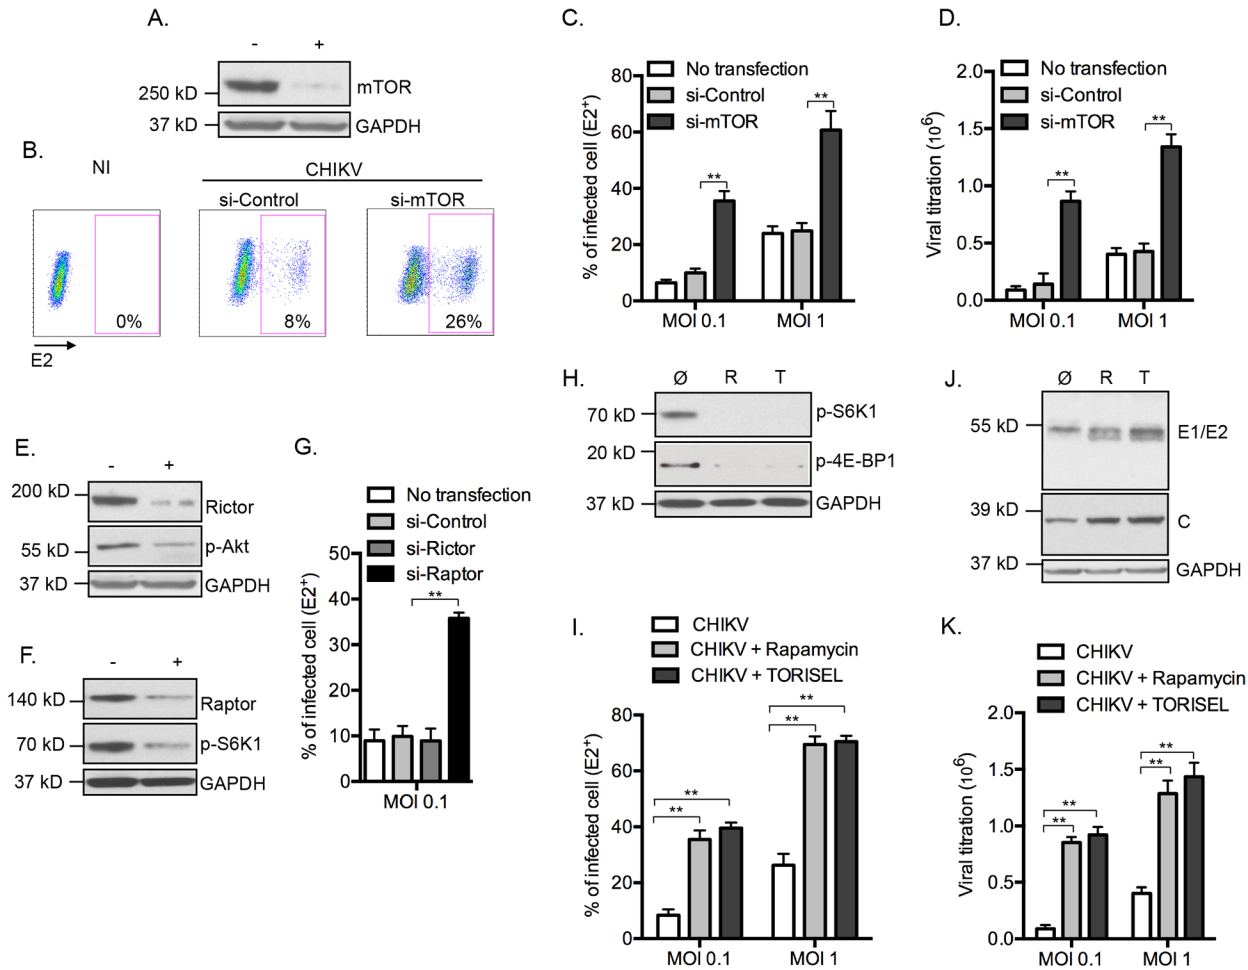 A.
- +
250 kD
mTOR
37 kD
GAPDH
B.
NI
CHIKV
si-Control
si-mTOR
0%
8%
26%
E2
C.
No transfection
si-Control
si-mTOR
% of infected cell (E2⁺)
80
60
40
20
0
**
**
MOI 0.1
MOI 1
D.
No transfection
si-Control
si-mTOR
Viral titration (10⁶)
2.0
1.5
1.0
0.5
0.0
**
**
MOI 0.1
MOI 1
E.
- +
200 kD
Rictor
55 kD
p-Akt
37 kD
GAPDH
F.
- +
140 kD
Raptor
70 kD
p-S6K1
37 kD
GAPDH
G.
No transfection
si-Control
si-Rictor
si-Raptor
% of infected cell (E2⁺)
50
40
30
20
10
0
**
MOI 0.1
H.
Ø R T
70 kD
p-S6K1
20 kD
p-4E-BP1
37 kD
GAPDH
I.
CHIKV
CHIKV + Rapamycin
CHIKV + TORISEL
% of infected cell (E2⁺)
80
60
40
20
0
**
**
**
**
MOI 0.1
MOI 1
J.
Ø R T
55 kD
E1/E2
39 kD
C
37 kD
GAPDH
K.
CHIKV
CHIKV + Rapamycin
CHIKV + TORISEL
Viral titration (10⁶)
2.0
1.5
1.0
0.5
0.0
**
**
**
**
MOI 0.1
MOI 1